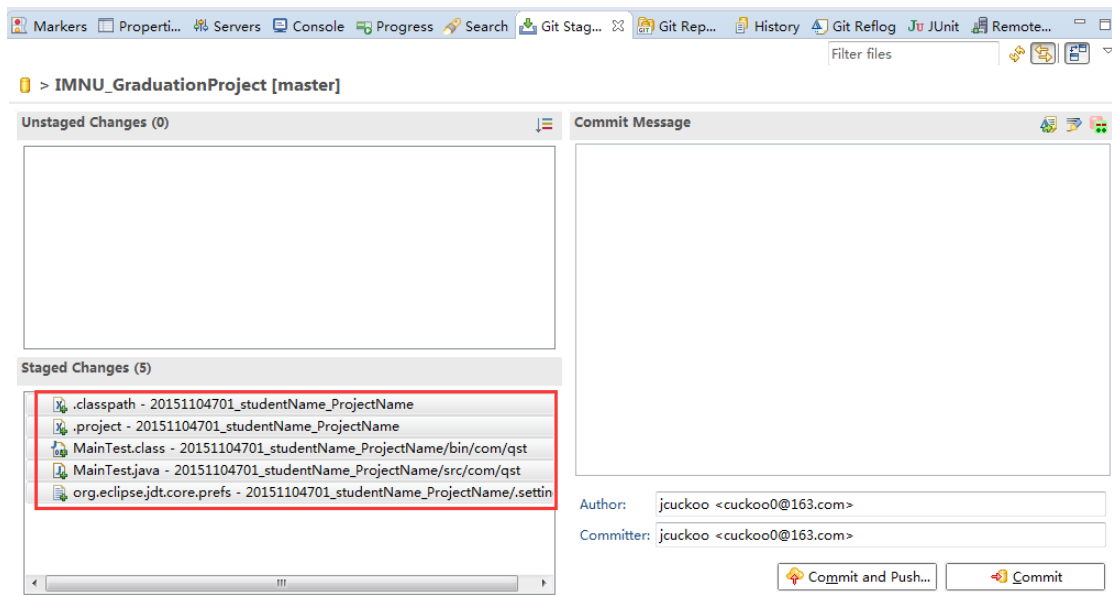 Markers Properti... Servers Console Progress Search Git Stag... Git Rep... History Git Reflog JUnit Remote...
Filter files
> IMNU_GraduationProject [master]
Unstaged Changes (0)
Commit Message
Staged Changes (5)
.classpath - 20151104701_studentName_ProjectName
.project - 20151104701_studentName_ProjectName
MainTest.class - 20151104701_studentName_ProjectName/bin/com/qst
MainTest.java - 20151104701_studentName_ProjectName/src/com/qst
org.eclipse.jdt.core.prefs - 20151104701_studentName_ProjectName/.settin
Author: jcuckoo <cuckoo0@163.com>
Committer: jcuckoo <cuckoo0@163.com>
Commit and Push... Commit